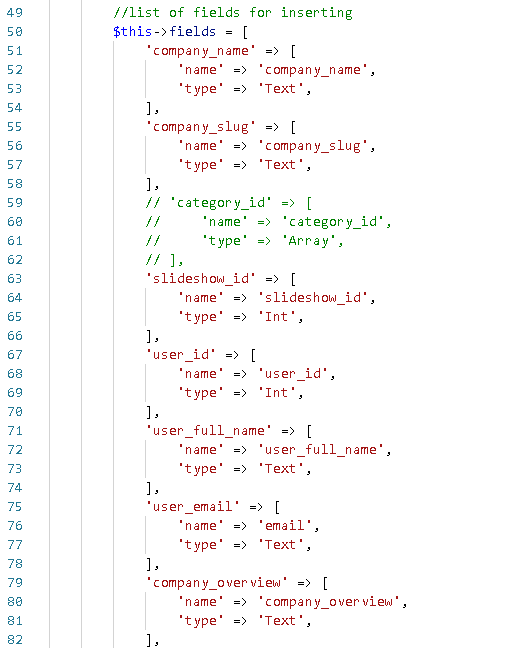 49 //list of fields for inserting
50 $this->fields = [
51 'company_name' => [
52 'name' => 'company_name',
53 'type' => 'Text',
54 ],
55 'company_slug' => [
56 'name' => 'company_slug',
57 'type' => 'Text',
58 ],
59 // 'category_id' => [
60 //     'name' => 'category_id',
61 //     'type' => 'Array',
62 // ],
63 'slideshow_id' => [
64 'name' => 'slideshow_id',
65 'type' => 'Int',
66 ],
67 'user_id' => [
68 'name' => 'user_id',
69 'type' => 'Int',
70 ],
71 'user_full_name' => [
72 'name' => 'user_full_name',
73 'type' => 'Text',
74 ],
75 'user_email' => [
76 'name' => 'email',
77 'type' => 'Text',
78 ],
79 'company_overview' => [
80 'name' => 'company_overview',
81 'type' => 'Text',
82 ],